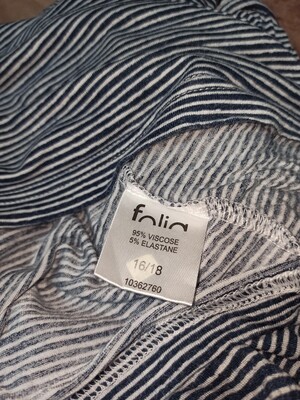 folia
95% VISCOSE
5% ELASTANE
16/18
10362760